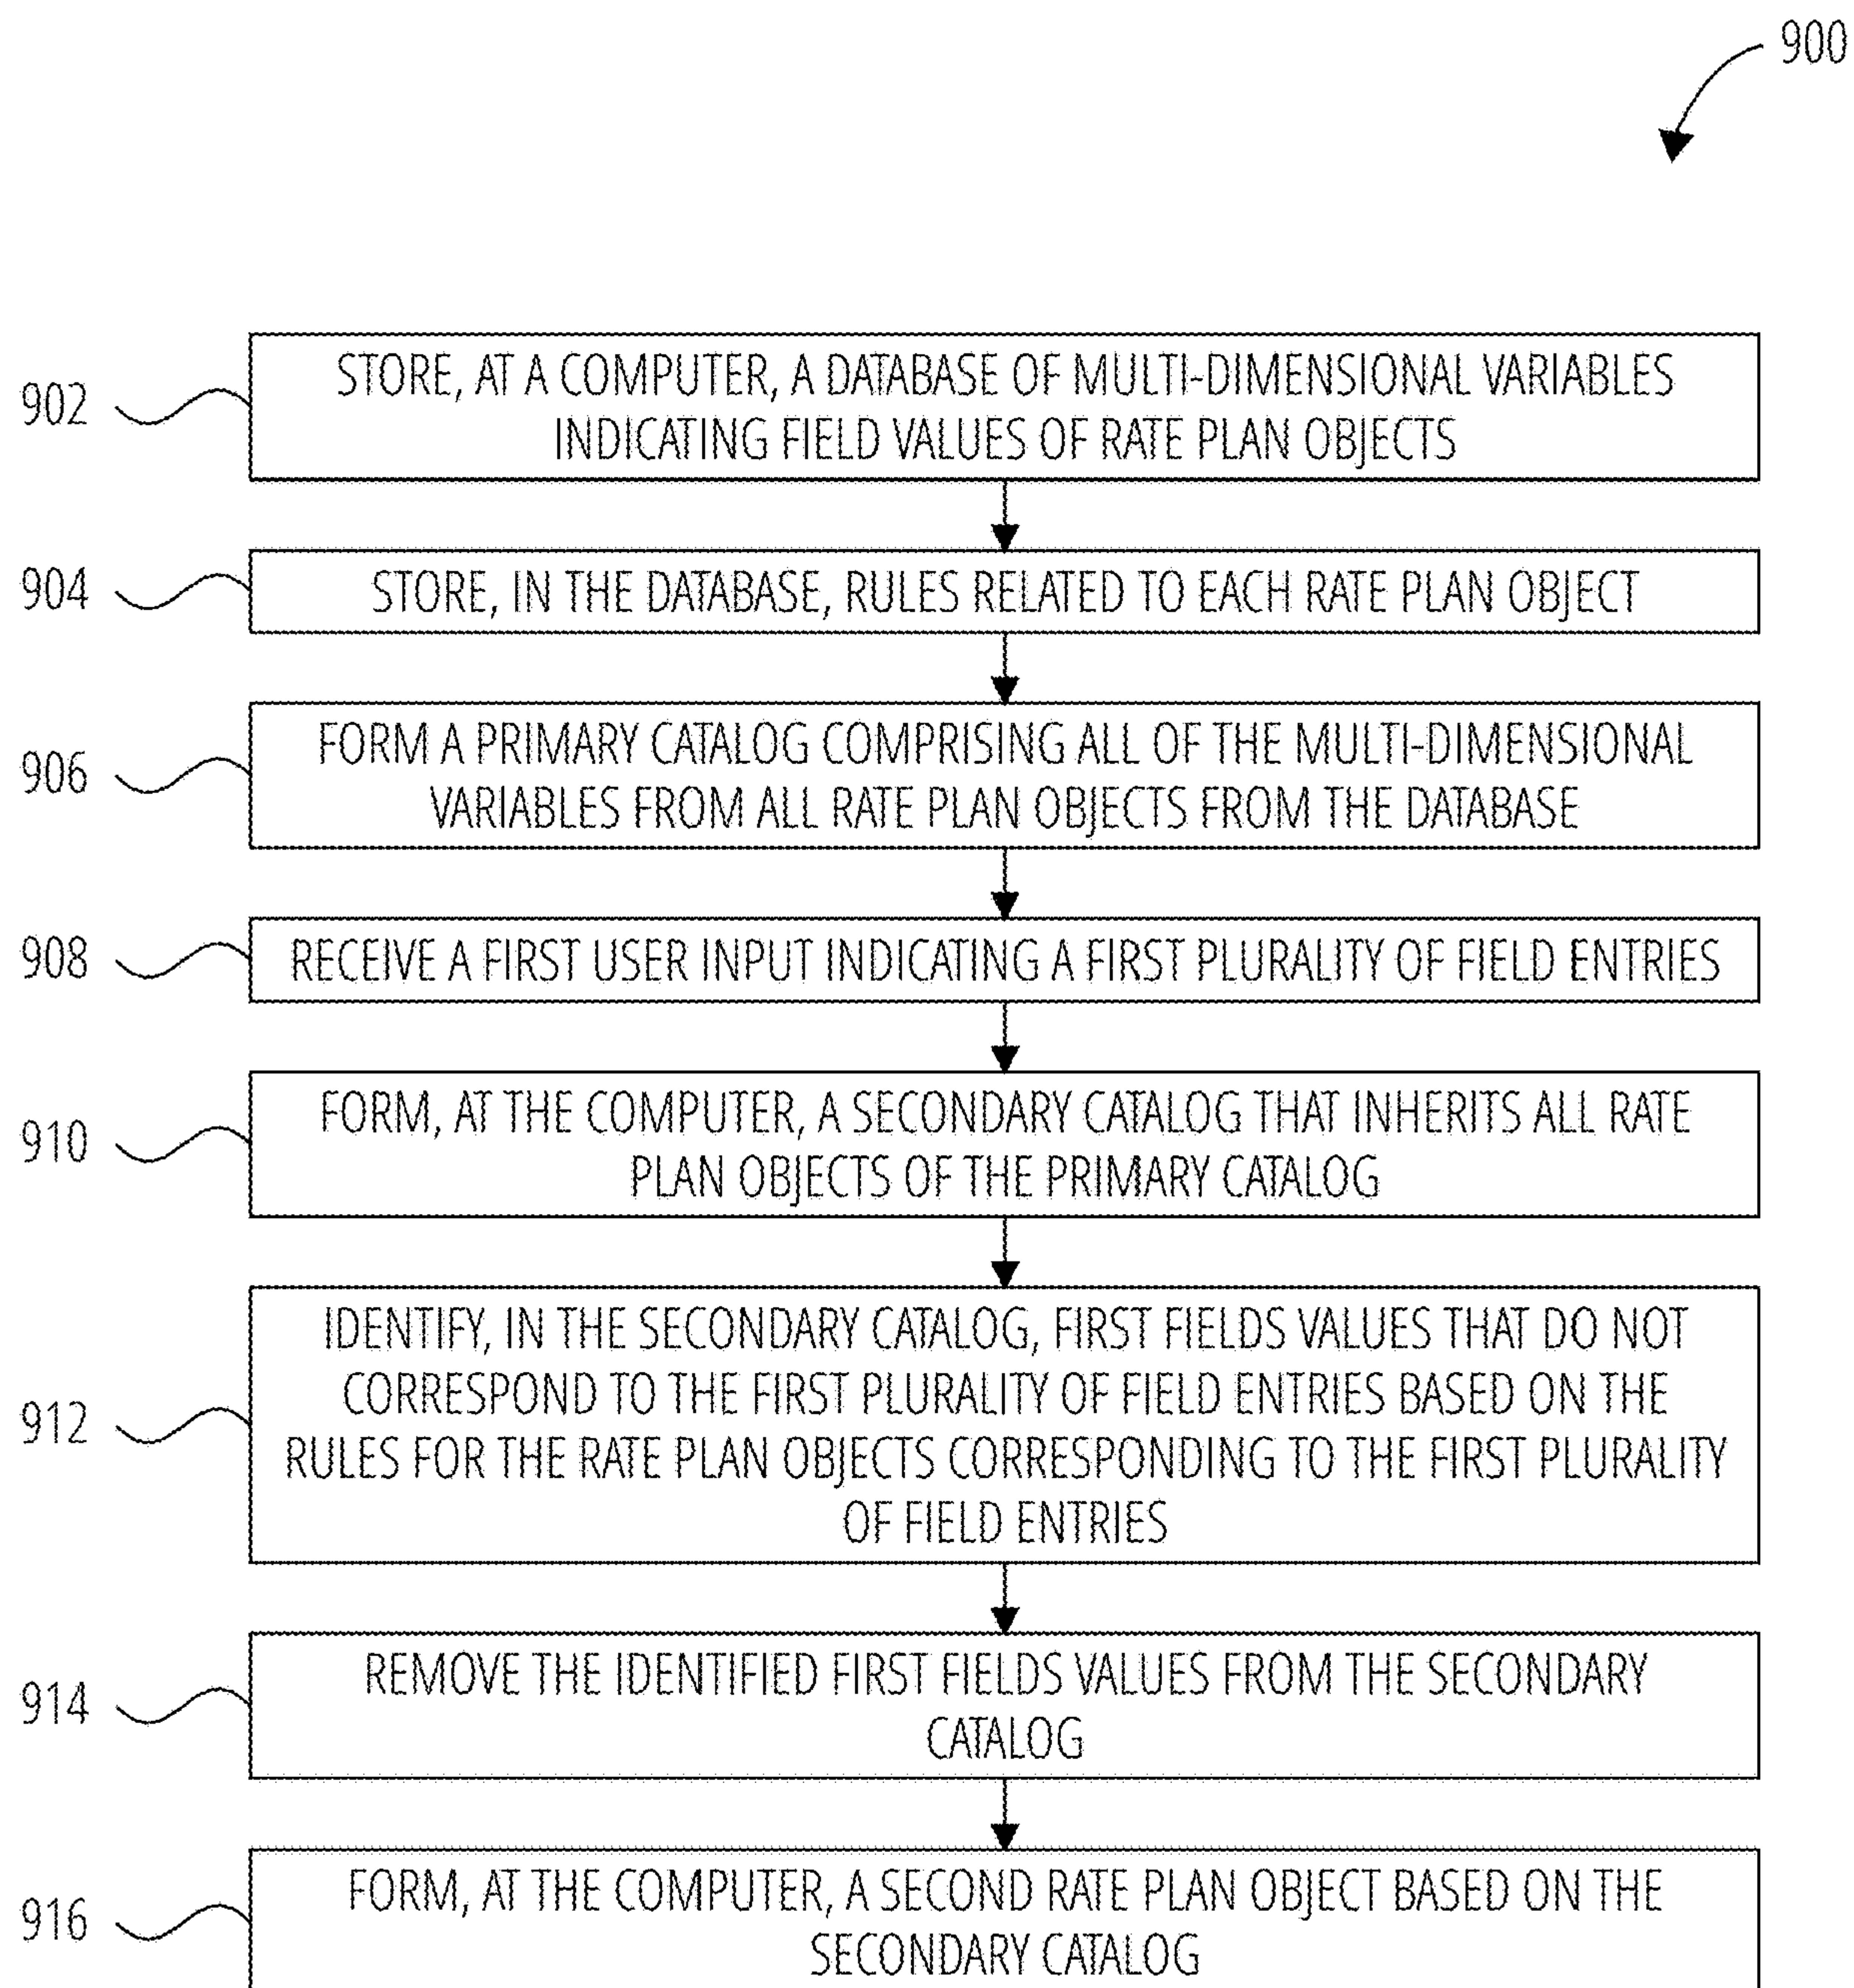 900
902
STORE, AT A COMPUTER, A DATABASE OF MULTI-DIMENSIONAL VARIABLES
INDICATING FIELD VALUES OF RATE PLAN OBJECTS
904
STORE, IN THE DATABASE, RULES RELATED TO EACH RATE PLAN OBJECT
906
FORM A PRIMARY CATALOG COMPRISING ALL OF THE MULTI-DIMENSIONAL
VARIABLES FROM ALL RATE PLAN OBJECTS FROM THE DATABASE
908
RECEIVE A FIRST USER INPUT INDICATING A FIRST PLURALITY OF FIELD ENTRIES
910
FORM, AT THE COMPUTER, A SECONDARY CATALOG THAT INHERITS ALL RATE
PLAN OBJECTS OF THE PRIMARY CATALOG
912
IDENTIFY, IN THE SECONDARY CATALOG, FIRST FIELDS VALUES THAT DO NOT
CORRESPOND TO THE FIRST PLURALITY OF FIELD ENTRIES BASED ON THE
RULES FOR THE RATE PLAN OBJECTS CORRESPONDING TO THE FIRST PLURALITY
OF FIELD ENTRIES
914
REMOVE THE IDENTIFIED FIRST FIELDS VALUES FROM THE SECONDARY
CATALOG
916
FORM, AT THE COMPUTER, A SECOND RATE PLAN OBJECT BASED ON THE
SECONDARY CATALOG